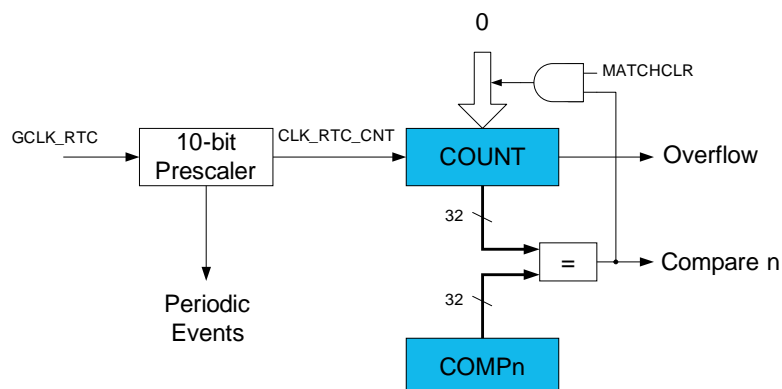 0
MATCHCLR
GCLK_RTC
10-bit
Prescaler
CLK_RTC_CNT
COUNT
Overflow
32
=
Compare n
32
Periodic
Events
COMPn